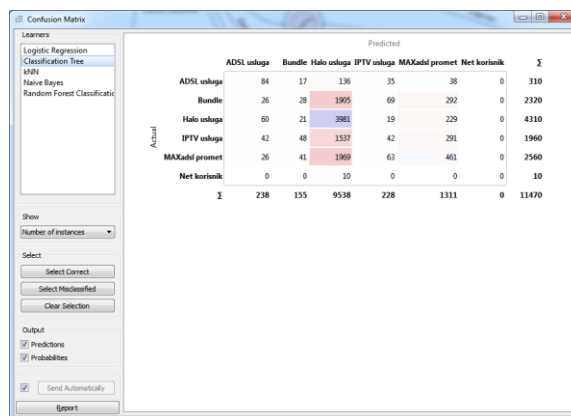 Confusion Matrix
Learners
Logistic Regression
Classification Tree
kNN
Naive Bayes
Random Forest Classificatio
Show
Number of instances
Select
Select Correct
Select Misclassified
Clear Selection
Output
Predictions
Probabilities
Send Automatically
Report
Predicted
ADSL usluga Bundle Halo usluga IPTV usluga MAXadsl promet Net korisnik Σ
Actual
ADSL usluga 84 17 136 35 38 0 310
Bundle 26 28 1905 69 292 0 2320
Halo usluga 60 21 3981 19 229 0 4310
IPTV usluga 42 48 1537 42 291 0 1960
MAXadsl promet 26 41 1969 63 461 0 2560
Net korisnik 0 0 10 0 0 0 10
Σ 238 155 9538 228 1311 0 11470